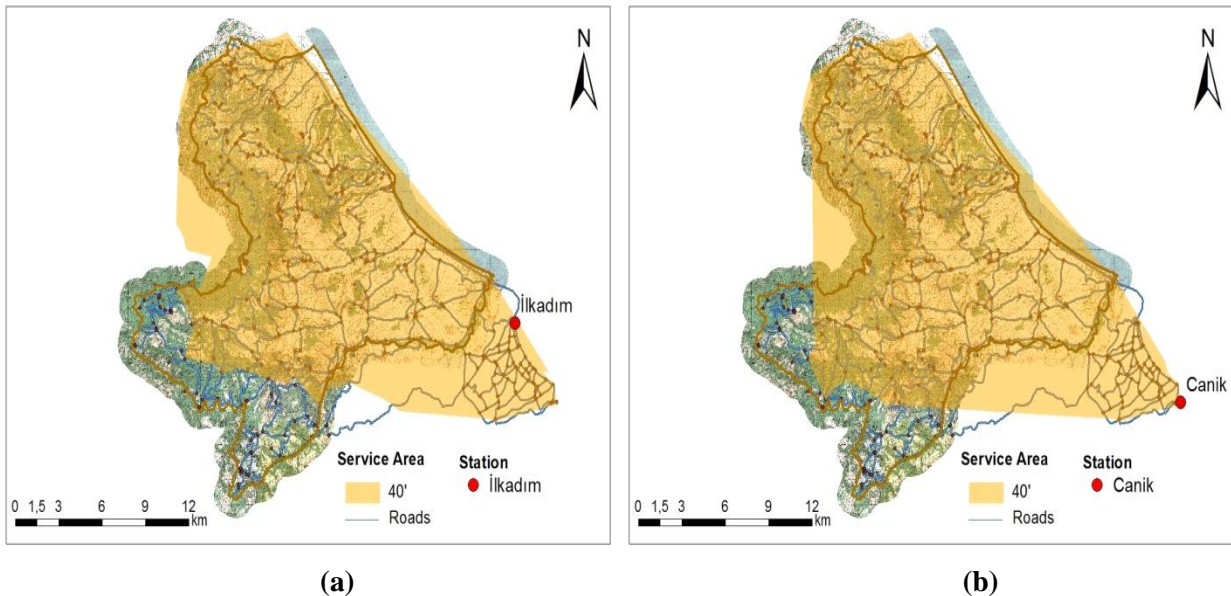 N
İlkadım
Service Area Station
40' İlkadım
Roads
0 1,5 3 6 9 12
km
(a)
N
Canik
Service Area Station
40' Canik
Roads
0 1,5 3 6 9 12
km
(b)